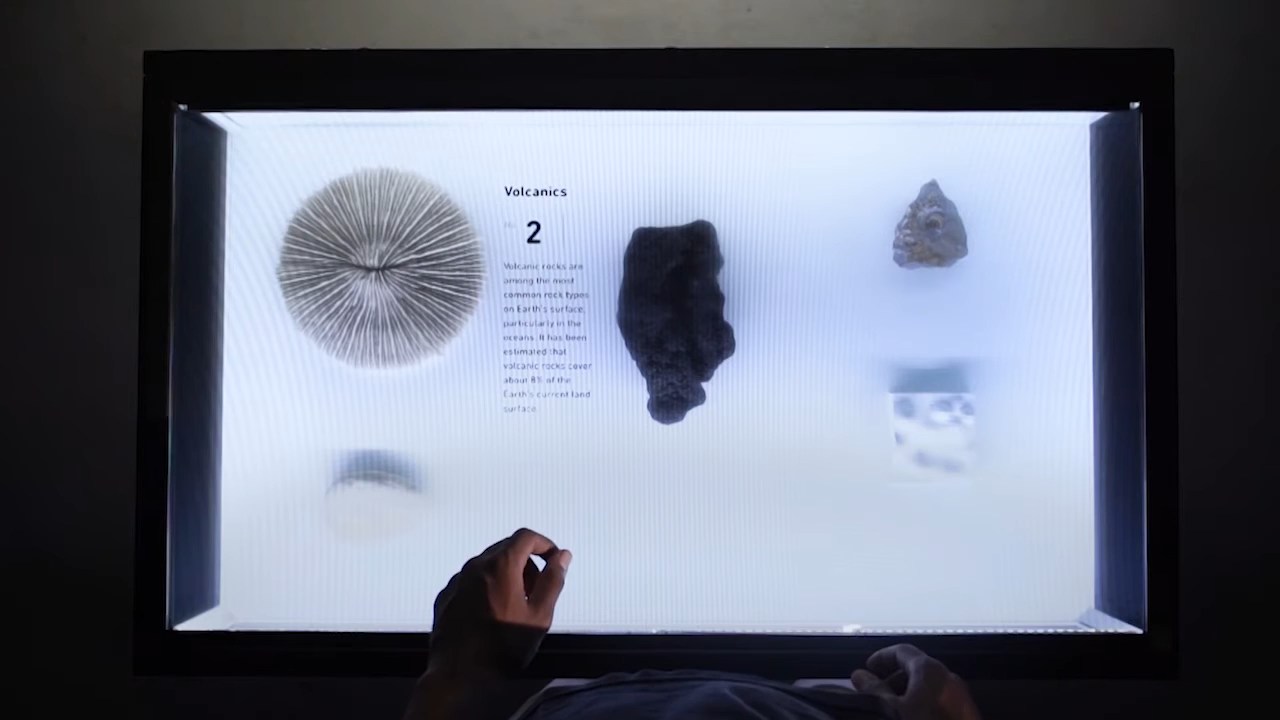 Volcanics
No. 2
Volcanic rocks are
among the most
common rock types
on Earth's surface,
particularly in the
oceans. It has been
estimated that
volcanic rocks cover
about 8% of the
Earth's current land
surface.